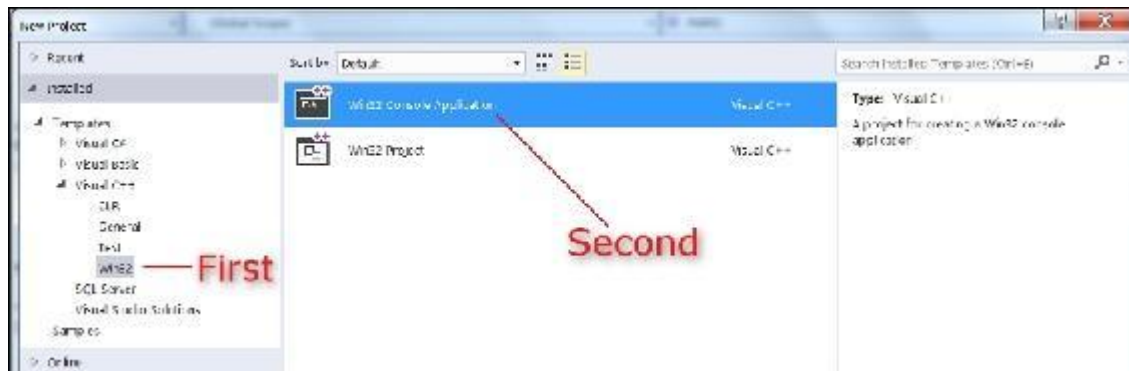 New Project
Recent
Sort by: Default
Search Installed Templates (Ctrl+E)
Installed
Win32 Console Application Visual C++
Type: Visual C++
Templates
A project for creating a Win32 console
application
Visual C#
Win32 Project Visual C++
Visual Basic
Visual C++
CLR
General
Test
Win32
First
Second
SQL Server
Visual Studio Solutions
Samples
Online